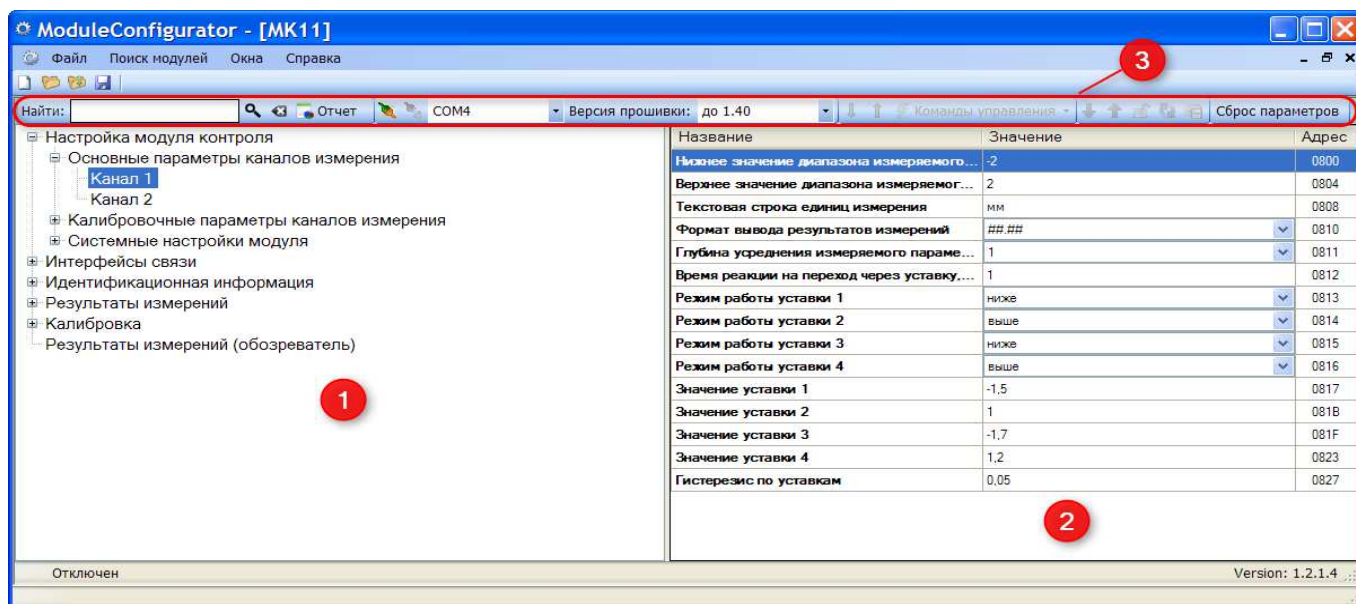 ModuleConfigurator - [MK11]
Файл Поиск модулей Окна Справка
3
Найти: Отчет COM4 Версия прошивки: до 1.40 Команды управления Сброс параметров
Настройка модуля контроля
Основные параметры каналов измерения
Канал 1
Канал 2
Калибровочные параметры каналов измерения
Системные настройки модуля
Интерфейсы связи
Идентификационная информация
Результаты измерений
Калибровка
Результаты измерений (обозреватель)
1
Название Значение Адрес
Нижнее значение диапазона измеряемого... -2 0800
Верхнее значение диапазона измеряемог... 2 0804
Текстовая строка единиц измерения мм 0808
Формат вывода результатов измерений ##.## 0810
Глубина усреднения измеряемого параме... 1 0811
Время реакции на переход через уставку,... 1 0812
Режим работы уставки 1 ниже 0813
Режим работы уставки 2 выше 0814
Режим работы уставки 3 ниже 0815
Режим работы уставки 4 выше 0816
Значение уставки 1 -1,5 0817
Значение уставки 2 1 081B
Значение уставки 3 -1,7 081F
Значение уставки 4 1,2 0823
Гистерезис по уставкам 0,05 0827
2
Отключен Version: 1.2.1.4